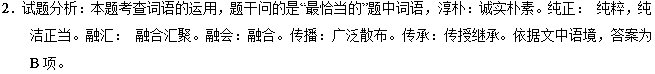 2．试题分析：本题考查词语的运用，题干问的是“最恰当的”题中词语，淳朴：诚实朴素。纯正： 纯粹，纯
洁正当。融汇： 融合汇聚。融会：融合。传播：广泛散布。传承：传授继承。依据文中语境，答案为
B 项。